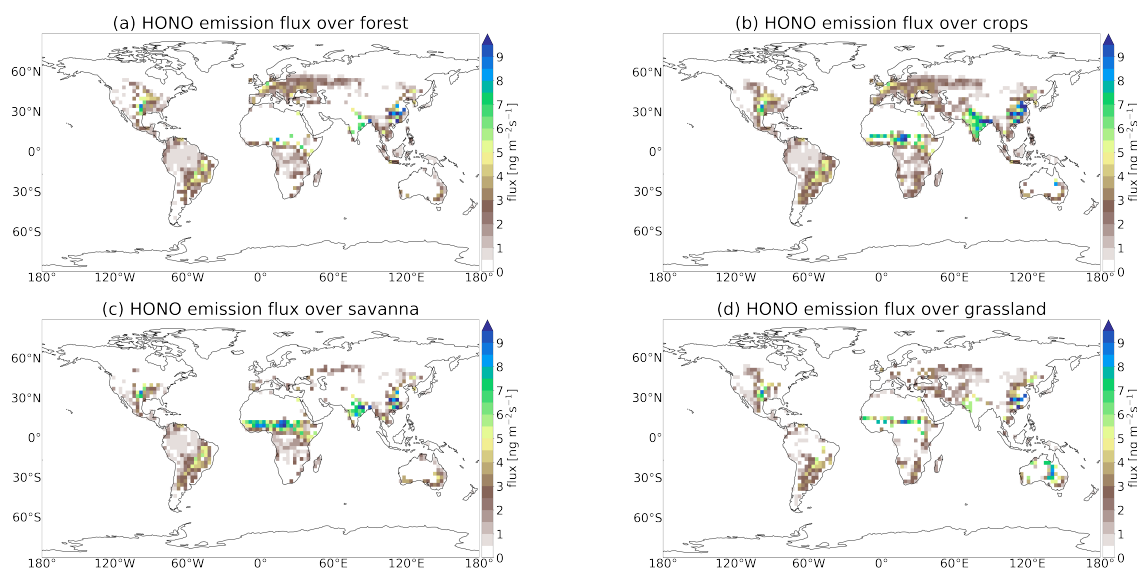 (a) HONO emission flux over forest
60°N
30°N
0°
30°S
60°S
180° 120°W 60°W 0° 60°E 120°E 180°
9
8
7
6
5
4
3
2
1
0
flux [ng m⁻²s⁻¹]
(b) HONO emission flux over crops
60°N
30°N
0°
30°S
60°S
180° 120°W 60°W 0° 60°E 120°E 180°
9
8
7
6
5
4
3
2
1
0
flux [ng m⁻²s⁻¹]
(c) HONO emission flux over savanna
60°N
30°N
0°
30°S
60°S
180° 120°W 60°W 0° 60°E 120°E 180°
9
8
7
6
5
4
3
2
1
0
flux [ng m⁻²s⁻¹]
(d) HONO emission flux over grassland
60°N
30°N
0°
30°S
60°S
180° 120°W 60°W 0° 60°E 120°E 180°
9
8
7
6
5
4
3
2
1
0
flux [ng m⁻²s⁻¹]